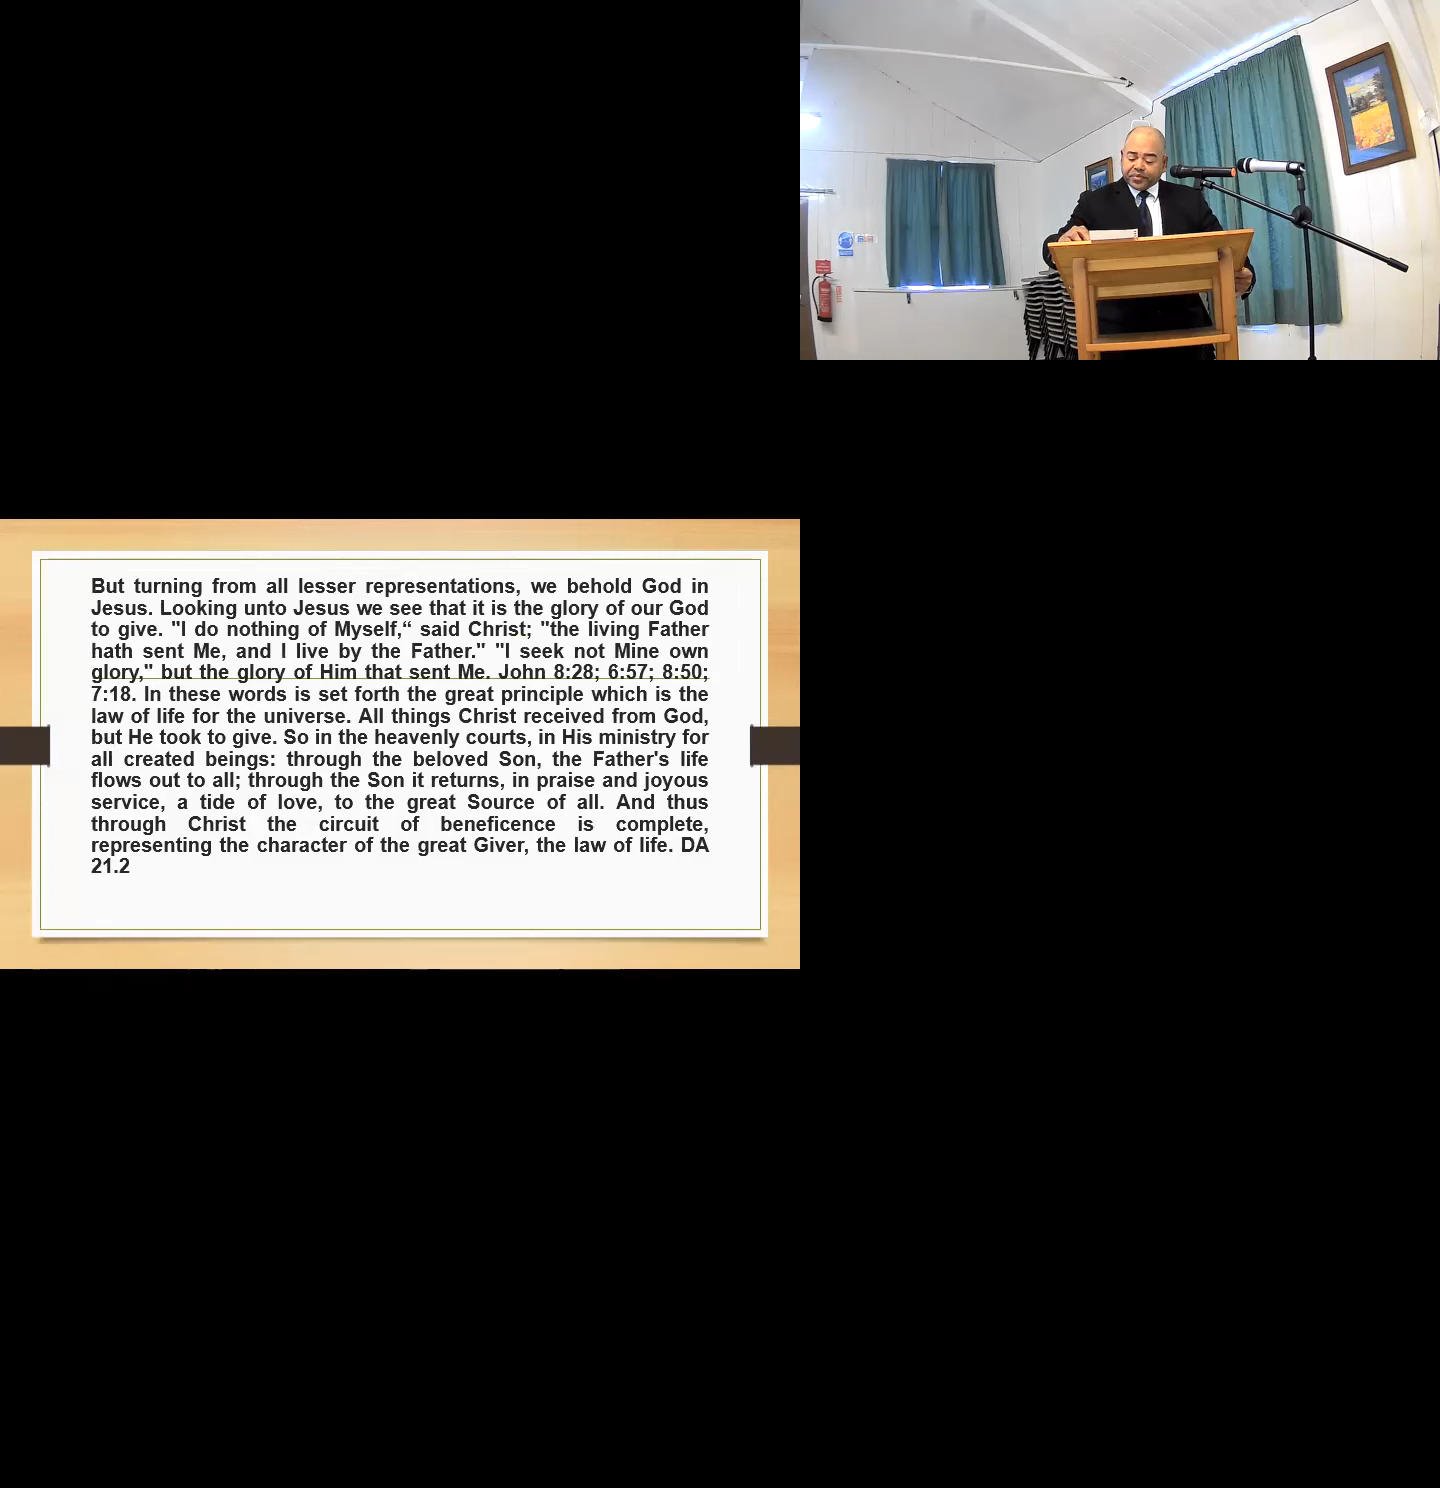 But turning from all lesser representations, we behold God in
Jesus. Looking unto Jesus we see that it is the glory of our God
to give. "I do nothing of Myself,“ said Christ; "the living Father
hath sent Me, and I live by the Father." "I seek not Mine own
glory," but the glory of Him that sent Me. John 8:28; 6:57; 8:50;
7:18. In these words is set forth the great principle which is the
law of life for the universe. All things Christ received from God,
but He took to give. So in the heavenly courts, in His ministry for
all created beings: through the beloved Son, the Father's life
flows out to all; through the Son it returns, in praise and joyous
service, a tide of love, to the great Source of all. And thus
through Christ the circuit of beneficence is complete,
representing the character of the great Giver, the law of life. DA
21.2